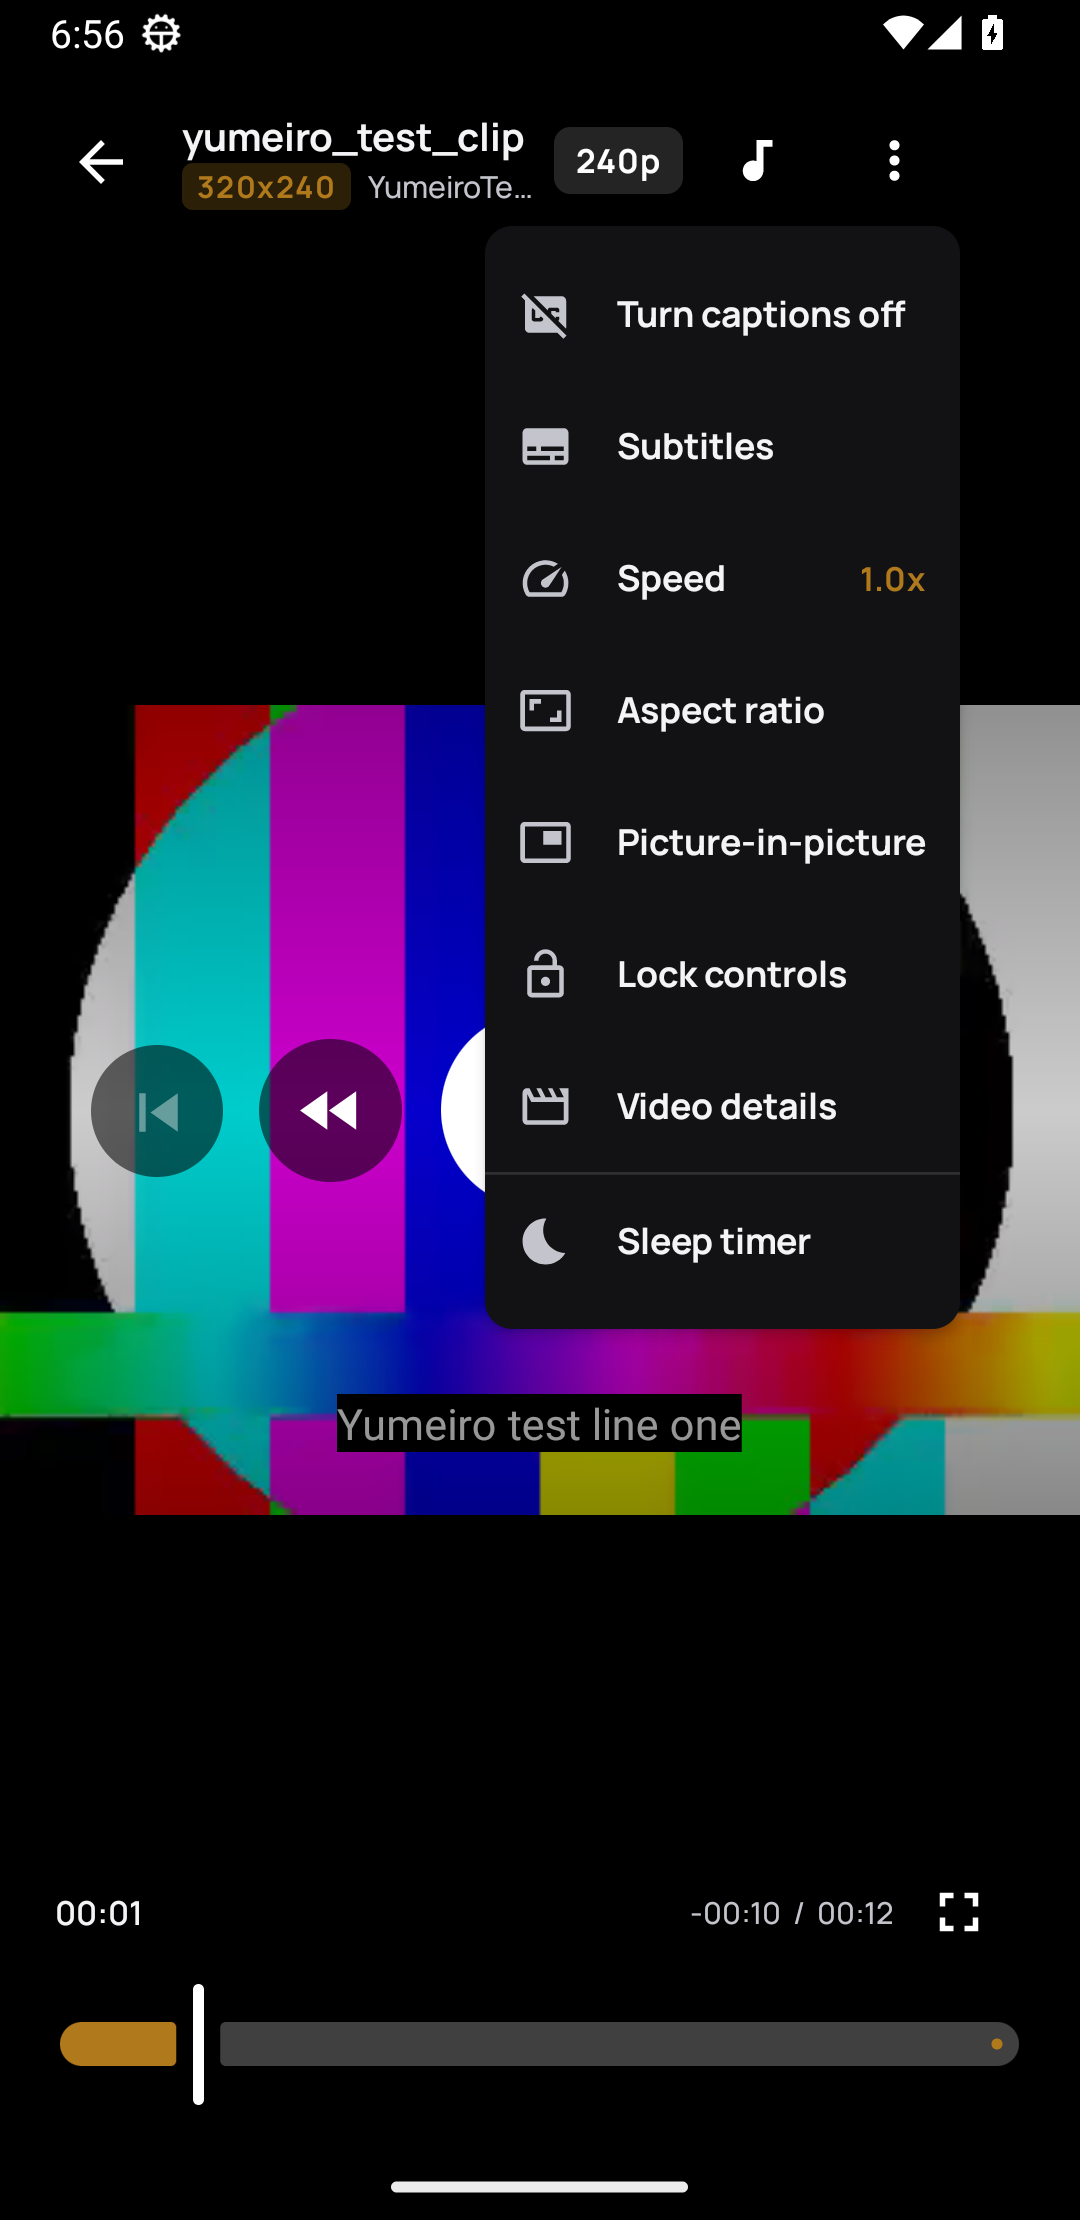 6:56
yumeiro_test_clip
320x240 YumeiroTe...
240p
Turn captions off
Subtitles
Speed 1.0x
Aspect ratio
Picture-in-picture
Lock controls
Video details
Sleep timer
Yumeiro test line one
00:01 -00:10 / 00:12